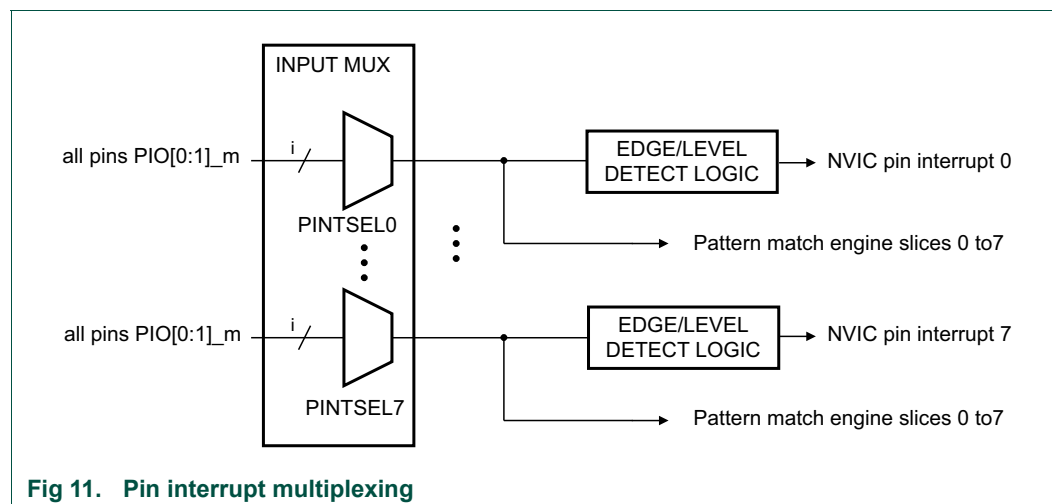 INPUT MUX
all pins PIO[0:1]_m
i
PINTSEL0
EDGE/LEVEL
DETECT LOGIC
NVIC pin interrupt 0
Pattern match engine slices 0 to7
all pins PIO[0:1]_m
i
PINTSEL7
EDGE/LEVEL
DETECT LOGIC
NVIC pin interrupt 7
Pattern match engine slices 0 to7
Fig 11. Pin interrupt multiplexing